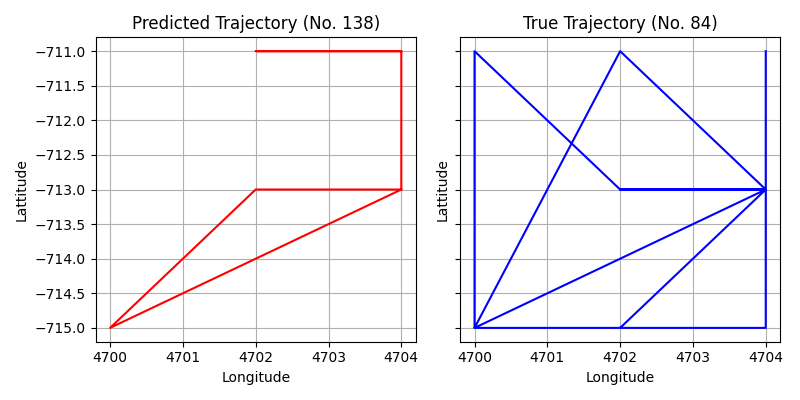 Predicted Trajectory (No. 138)
True Trajectory (No. 84)
Lattitude
−711.0
−711.5
−712.0
−712.5
−713.0
−713.5
−714.0
−714.5
−715.0
4700 4701 4702 4703 4704
Longitude
Lattitude
4700 4701 4702 4703 4704
Longitude